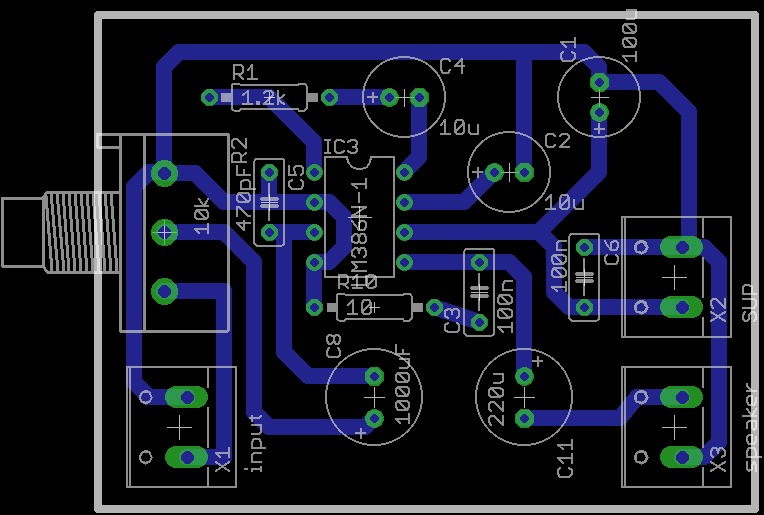 C1
100u
R1
1.2k
C4
10u
IC3
LM386N-1
C2
10u
R2
10k
470pF
C5
C6
100n
C3
100n
10
X2
SUP
C8
1000uF
220u
C11
X1
input
X3
speaker